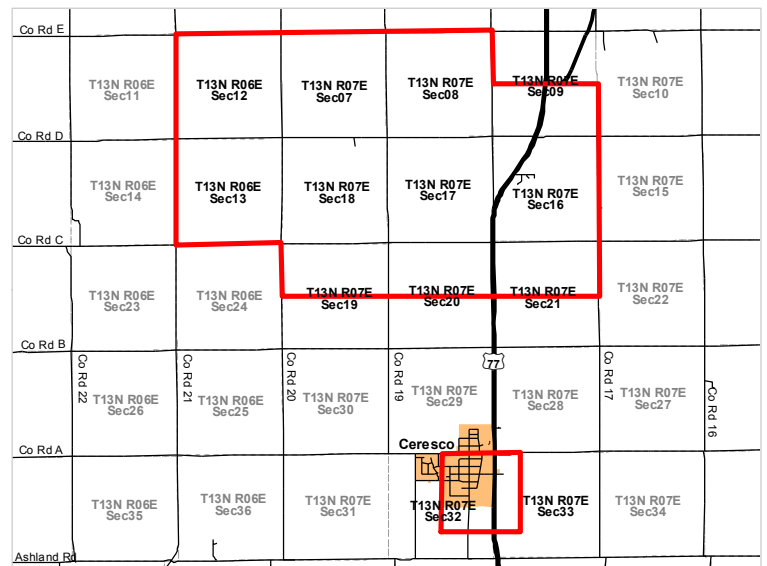 Co Rd E
T13N R06E
Sec11
T13N R06E
Sec12
T13N R07E
Sec07
T13N R07E
Sec08
T13N R07E
Sec09
T13N R07E
Sec10
Co Rd D
T13N R06E
Sec14
T13N R06E
Sec13
T13N R07E
Sec18
T13N R07E
Sec17
T13N R07E
Sec16
T13N R07E
Sec15
Co Rd C
T13N R06E
Sec23
T13N R06E
Sec24
T13N R07E
Sec19
T13N R07E
Sec20
T13N R07E
Sec21
T13N R07E
Sec22
Co Rd B
Co Rd 22
Co Rd 21
Co Rd 20
Co Rd 19
77
Co Rd 17
Co Rd 16
T13N R06E
Sec26
T13N R06E
Sec25
T13N R07E
Sec30
T13N R07E
Sec29
T13N R07E
Sec28
T13N R07E
Sec27
Ceresco
Co Rd A
T13N R06E
Sec35
T13N R06E
Sec36
T13N R07E
Sec31
T13N R07E
Sec32
T13N R07E
Sec33
T13N R07E
Sec34
Ashland Rd